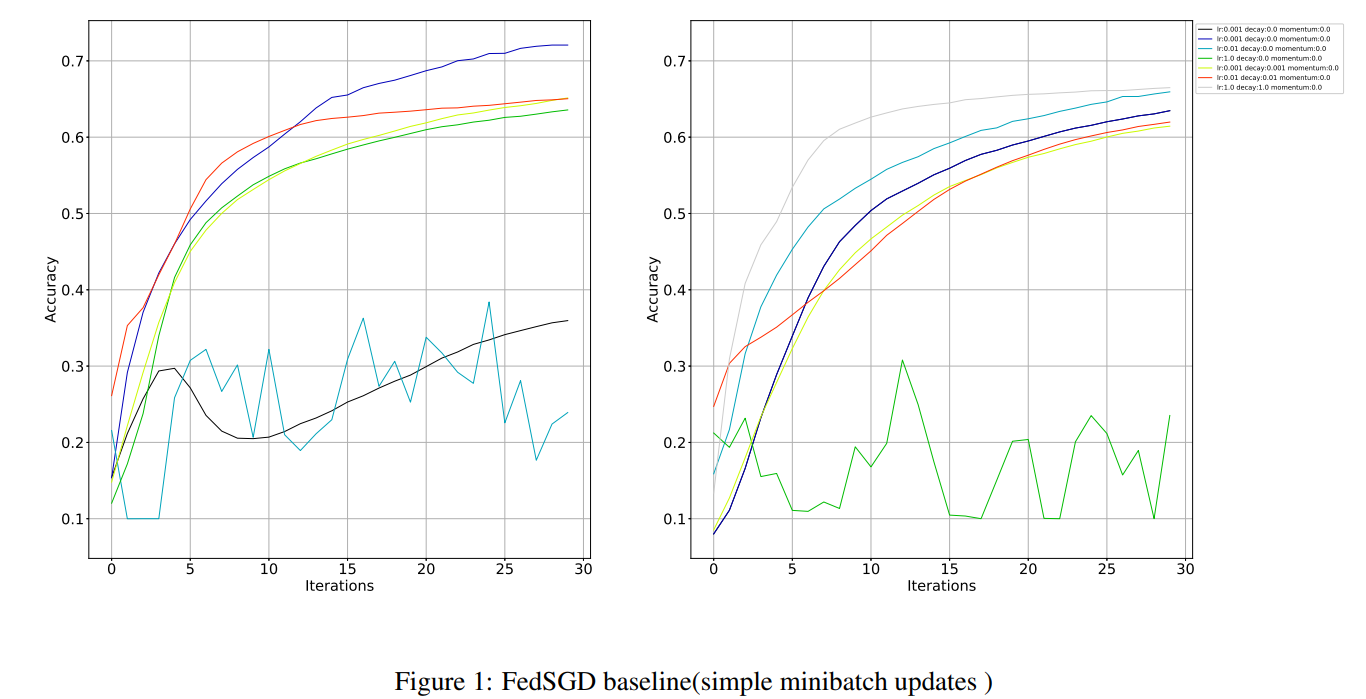 0.7
0.6
0.5
0.4
0.3
0.2
0.1
Accuracy
0 5 10 15 20 25 30
Iterations
0.7
0.6
0.5
0.4
0.3
0.2
0.1
Accuracy
0 5 10 15 20 25 30
Iterations
lr:0.001 decay:0.0 momentum:0.0
lr:0.001 decay:0.0 momentum:0.0
lr:0.01 decay:0.0 momentum:0.0
lr:1.0 decay:0.0 momentum:0.0
lr:0.001 decay:0.001 momentum:0.0
lr:0.01 decay:0.01 momentum:0.0
lr:1.0 decay:1.0 momentum:0.0
Figure 1: FedSGD baseline(simple minibatch updates )